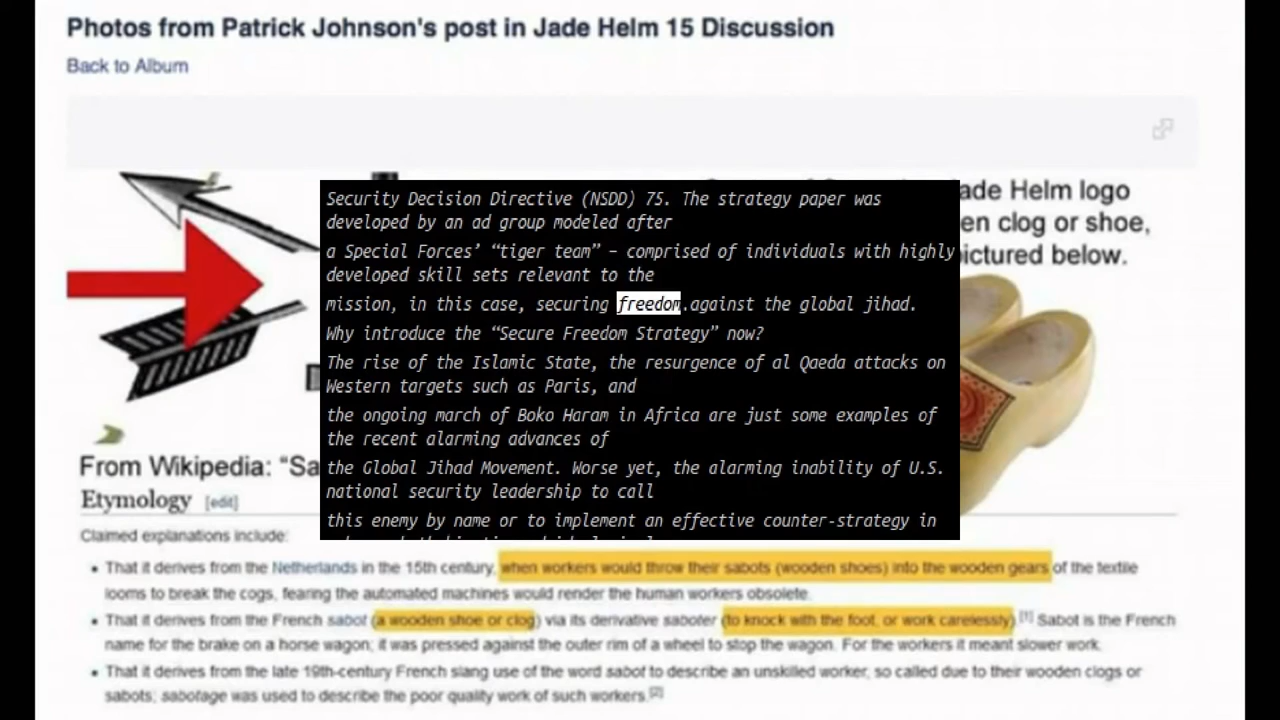 Photos from Patrick Johnson's post in Jade Helm 15 Discussion
Back to Album
ade Helm logo
en clog or shoe,
ictured below.
Security Decision Directive (NSDD) 75. The strategy paper was
developed by an ad group modeled after
a Special Forces’ “tiger team” – comprised of individuals with highly
developed skill sets relevant to the
mission, in this case, securing freedom.against the global jihad.
Why introduce the “Secure Freedom Strategy” now?
The rise of the Islamic State, the resurgence of al Qaeda attacks on
Western targets such as Paris, and
the ongoing march of Boko Haram in Africa are just some examples of
the recent alarming advances of
the Global Jihad Movement. Worse yet, the alarming inability of U.S.
national security leadership to call
this enemy by name or to implement an effective counter-strategy in
From Wikipedia: “Sa
Etymology [edit]
Claimed explanations include:
• That it derives from the Netherlands in the 15th century, when workers would throw their sabots (wooden shoes) into the wooden gears of the textile
looms to break the cogs, fearing the automated machines would render the human workers obsolete.
• That it derives from the French sabot (a wooden shoe or clog) via its derivative saboter (to knock with the foot, or work carelessly).[1] Sabot is the French
name for the brake on a horse wagon; it was pressed against the outer rim of a wheel to stop the wagon. For the workers it meant slower work.
• That it derives from the late 19th-century French slang use of the word sabot to describe an unskilled worker, so called due to their wooden clogs or
sabots; sabotage was used to describe the poor quality work of such workers.[2]